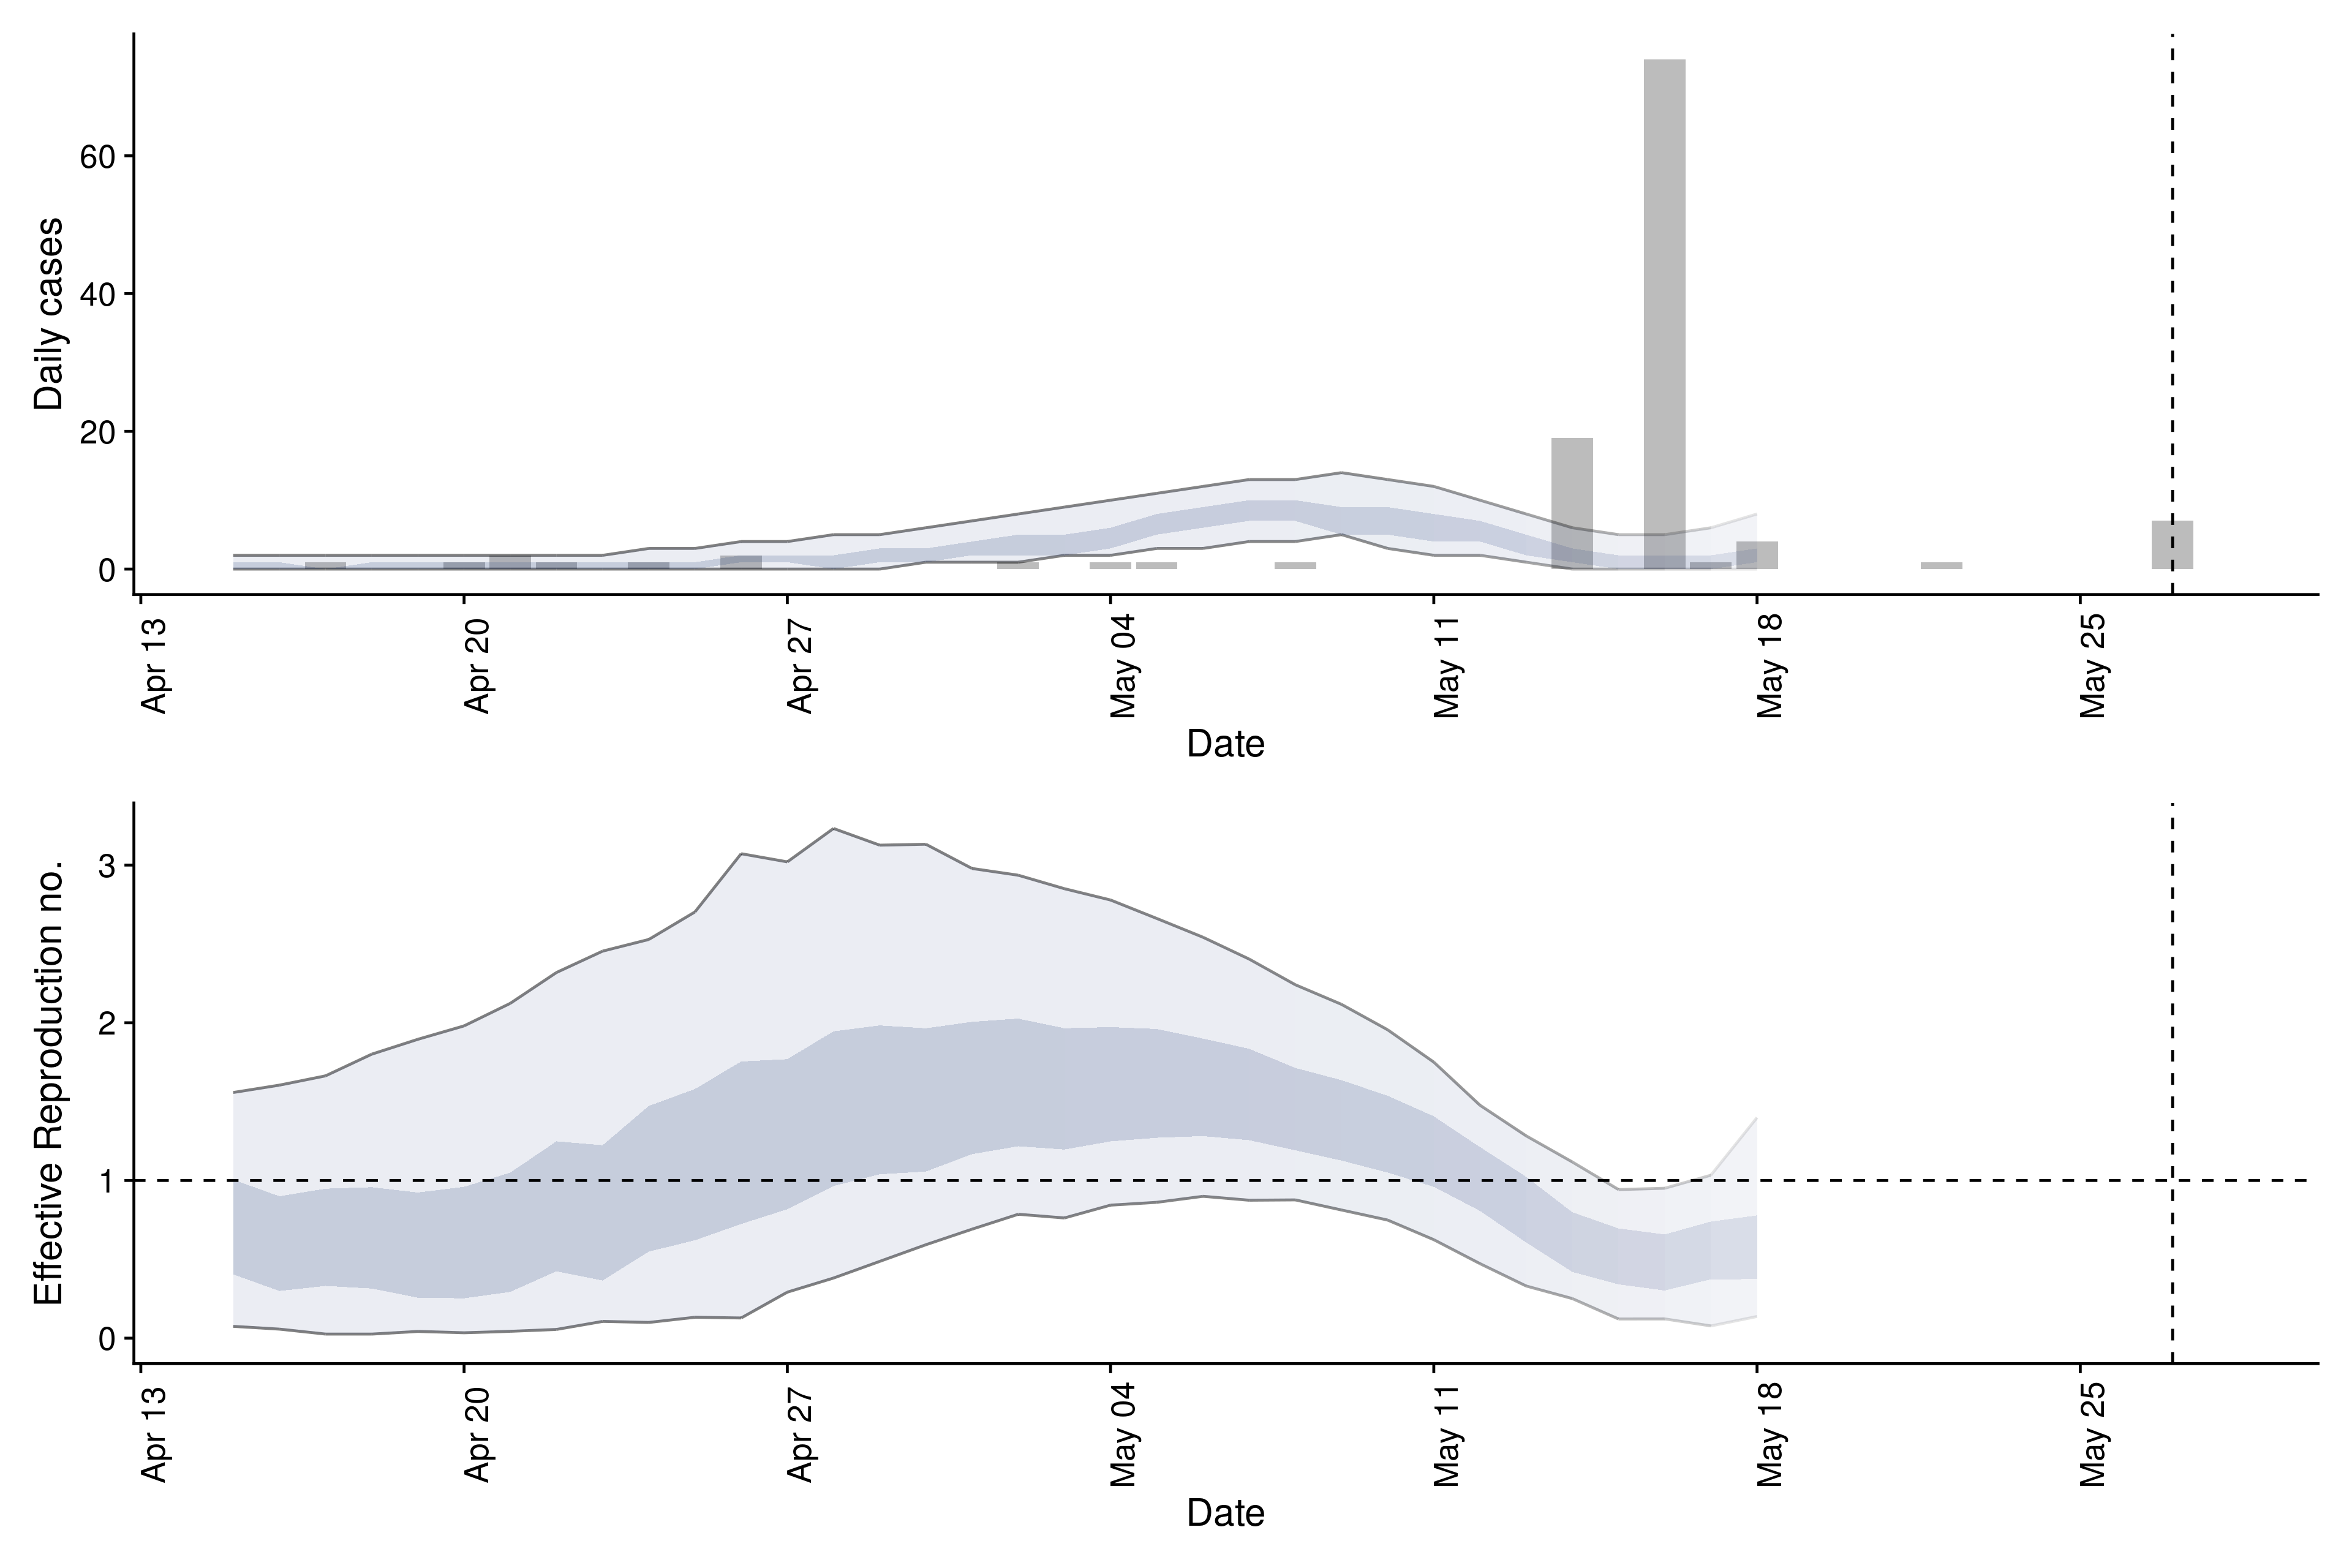 Daily cases
60
40
20
0
Apr 13
Apr 20
Apr 27
May 04
May 11
May 18
May 25
Date
Effective Reproduction no.
3
2
1
0
Apr 13
Apr 20
Apr 27
May 04
May 11
May 18
May 25
Date